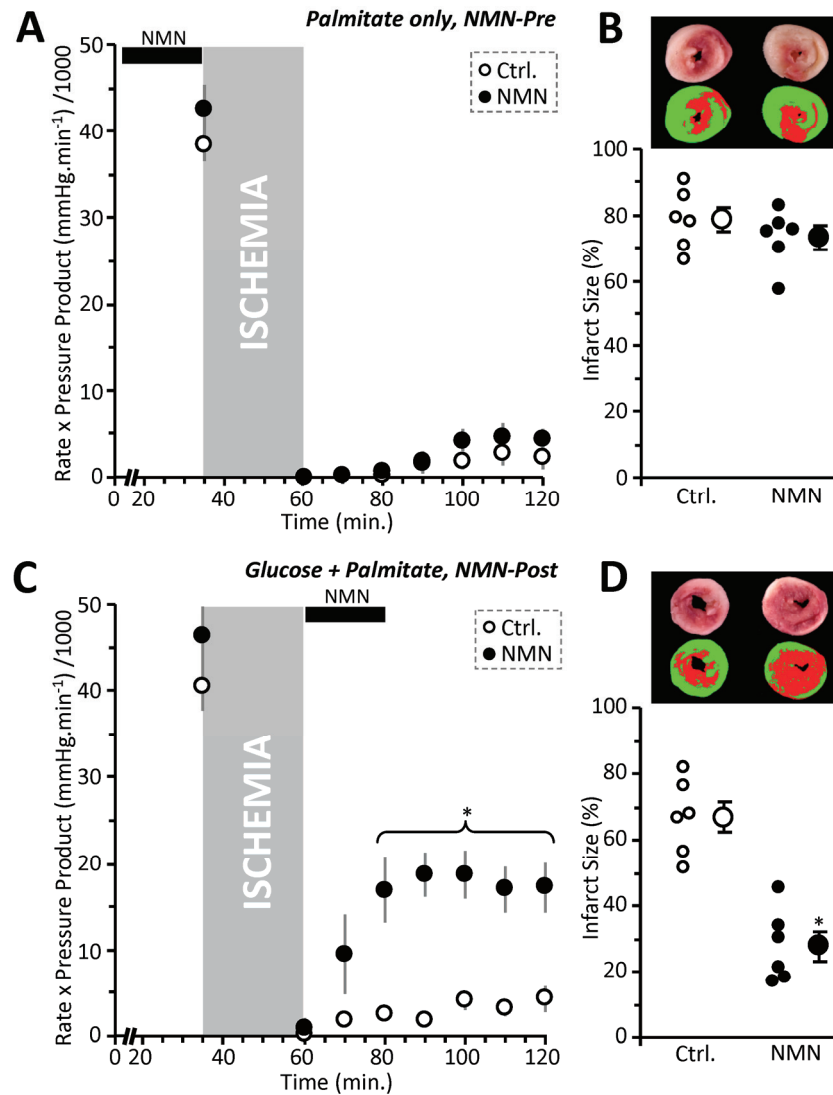 A
Palmitate only, NMN-Pre
Rate x Pressure Product (mmHg.min⁻¹) /1000
50
40
30
20
10
0
NMN
ISCHEMIA
Ctrl.
NMN
0 20 40 60 80 100 120
Time (min.)
B
Infarct Size (%)
100
80
60
40
20
0
Ctrl. NMN
C
Glucose + Palmitate, NMN-Post
Rate x Pressure Product (mmHg.min⁻¹) /1000
50
40
30
20
10
0
NMN
ISCHEMIA
Ctrl.
NMN
*
0 20 40 60 80 100 120
Time (min.)
D
Infarct Size (%)
100
80
60
40
20
0
*
Ctrl. NMN